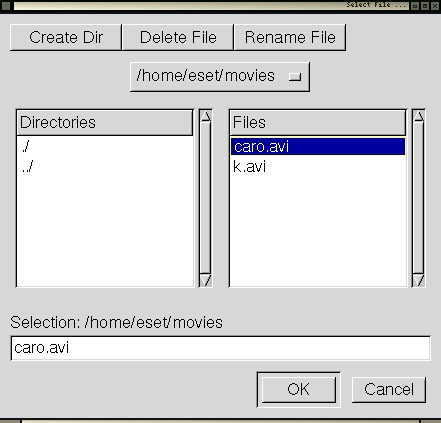 Select File ...
Create Dir Delete File Rename File
/home/eset/movies
Directories Files
./ caro.avi
../ k.avi
Selection: /home/eset/movies
caro.avi
OK Cancel